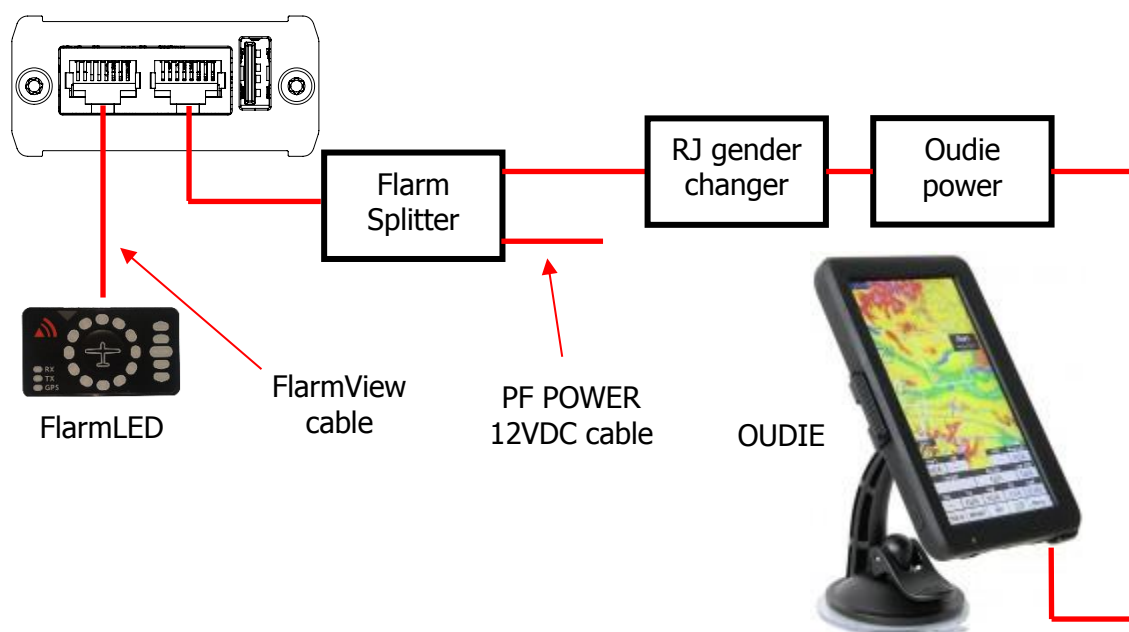 Flarm
Splitter
RJ gender
changer
Oudie
power
RX
TX
GPS
FlarmLED
FlarmView
cable
PF POWER
12VDC cable
OUDIE